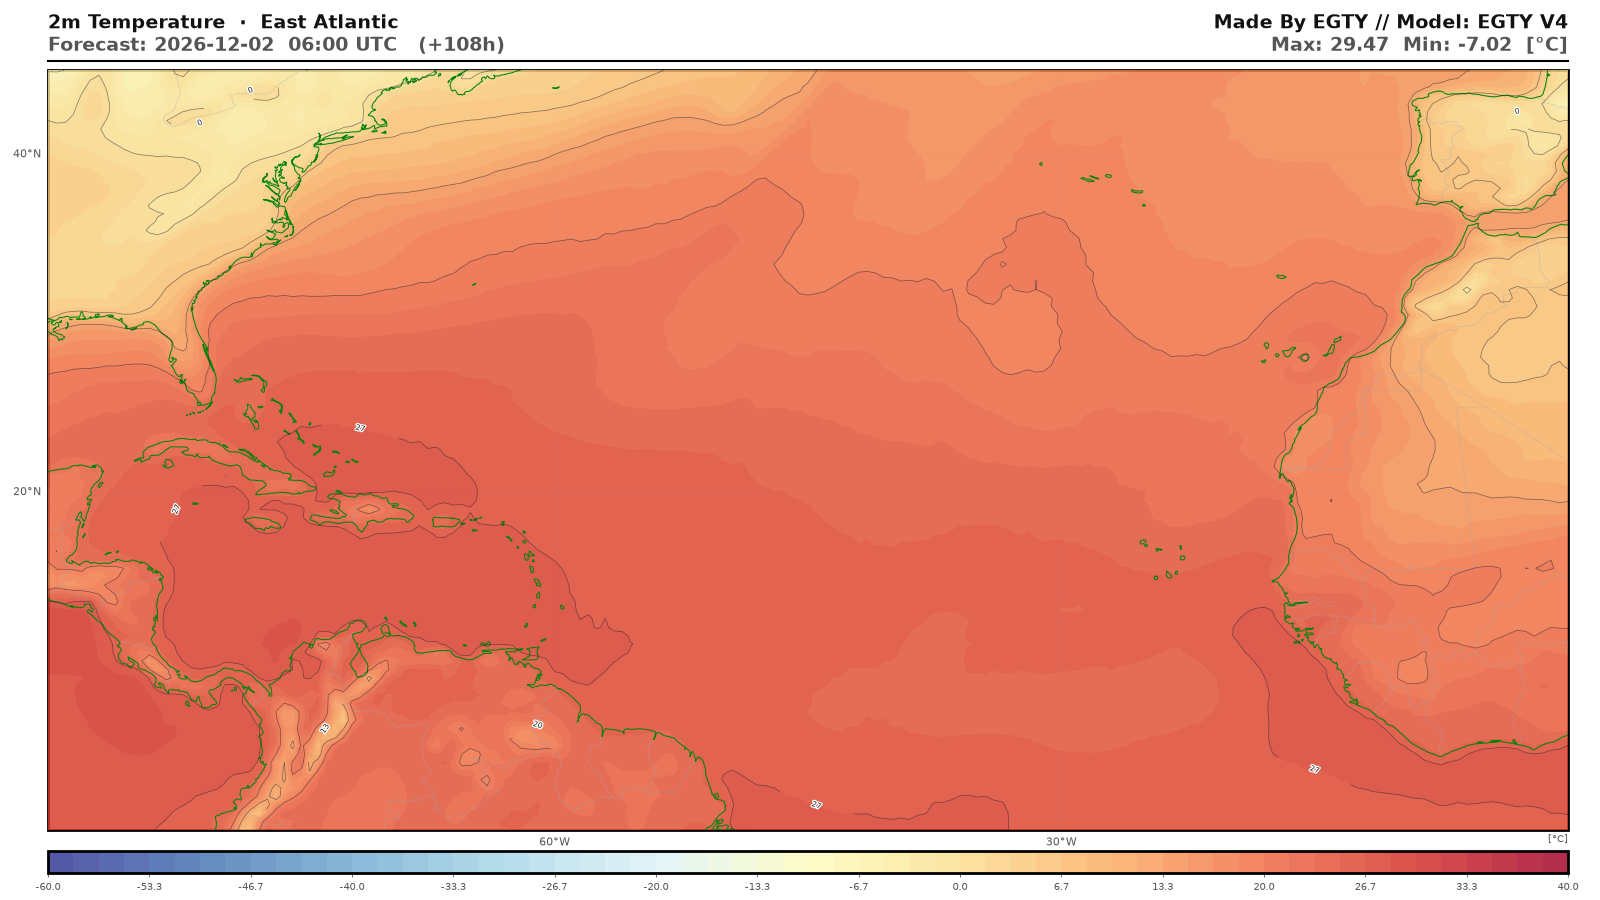 2m Temperature · East Atlantic
Made By EGTY // Model: EGTY V4
Forecast: 2026-12-02 06:00 UTC (+108h)
Max: 29.47 Min: -7.02 [°C]
0
0
0
40°N
27
20°N
27
20
13
27
27
60°W
30°W
[°C]
-60.0
-53.3
-46.7
-40.0
-33.3
-26.7
-20.0
-13.3
-6.7
0.0
6.7
13.3
20.0
26.7
33.3
40.0